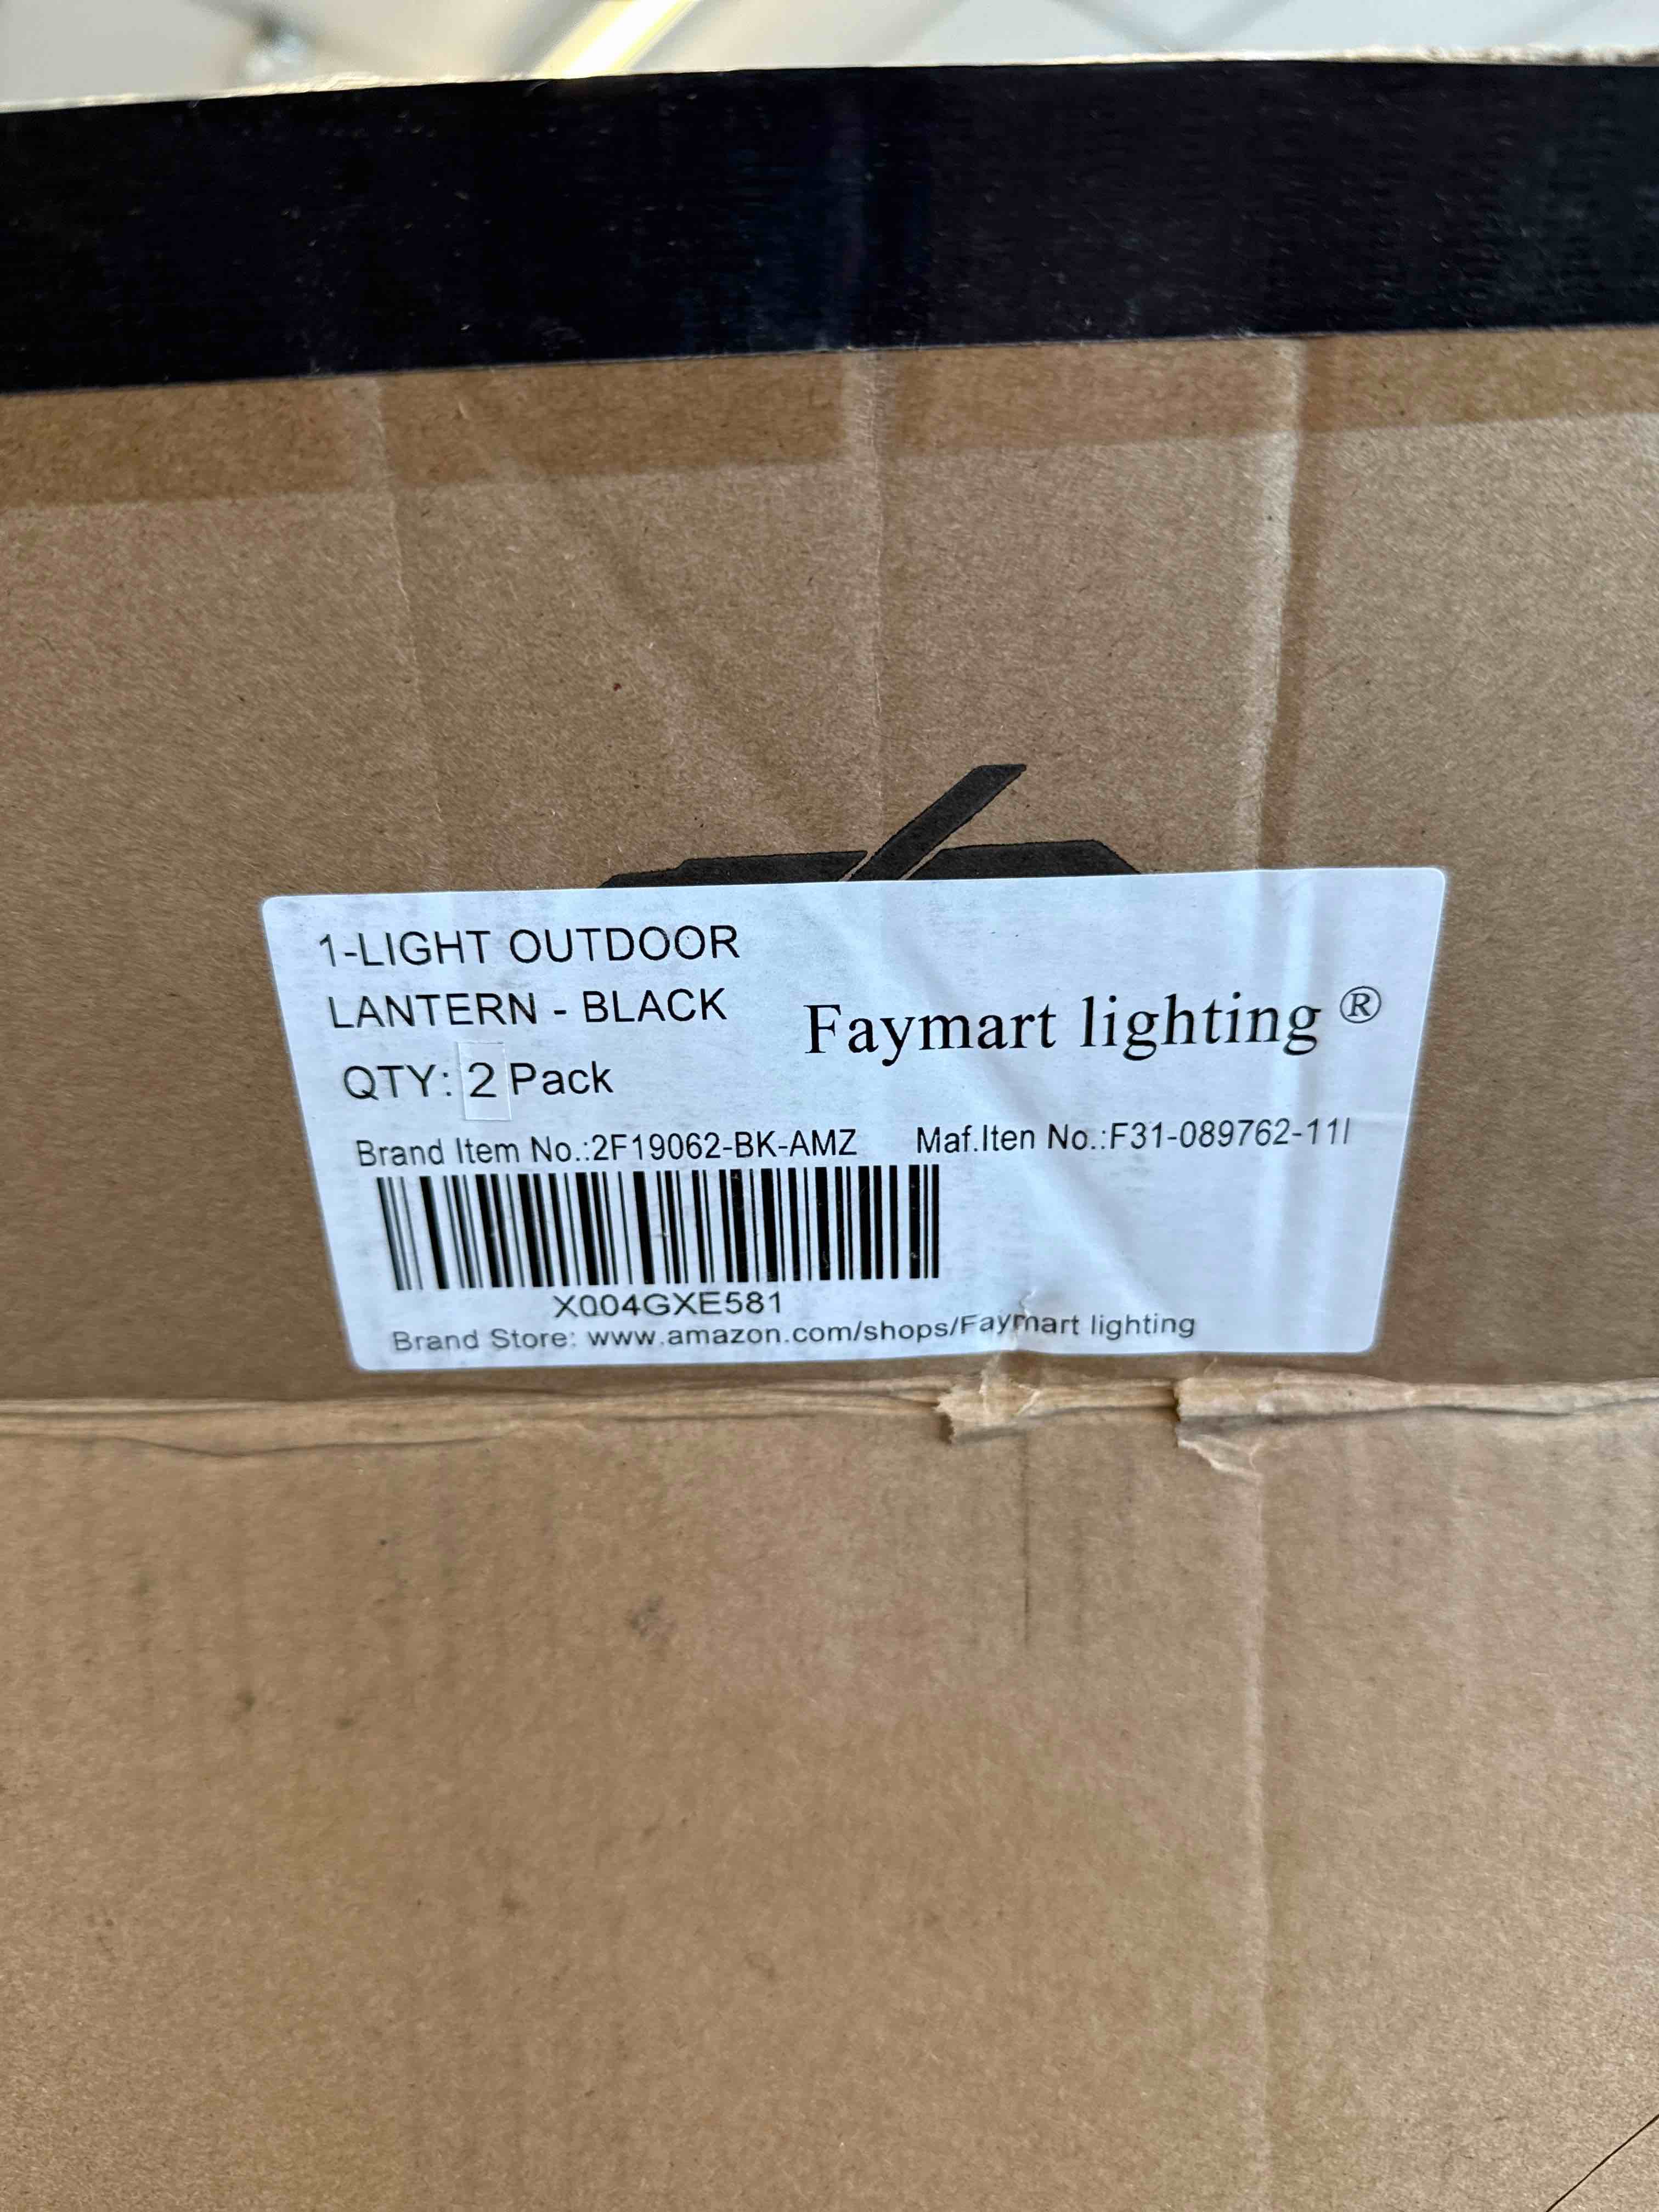 1-LIGHT OUTDOOR
LANTERN - BLACK
QTY: 2 Pack
Faymart lighting ®
Brand Item No.:2F19062-BK-AMZ Maf.Iten No.:F31-089762-11I
X004GXE581
Brand Store: www.amazon.com/shops/Faymart lighting